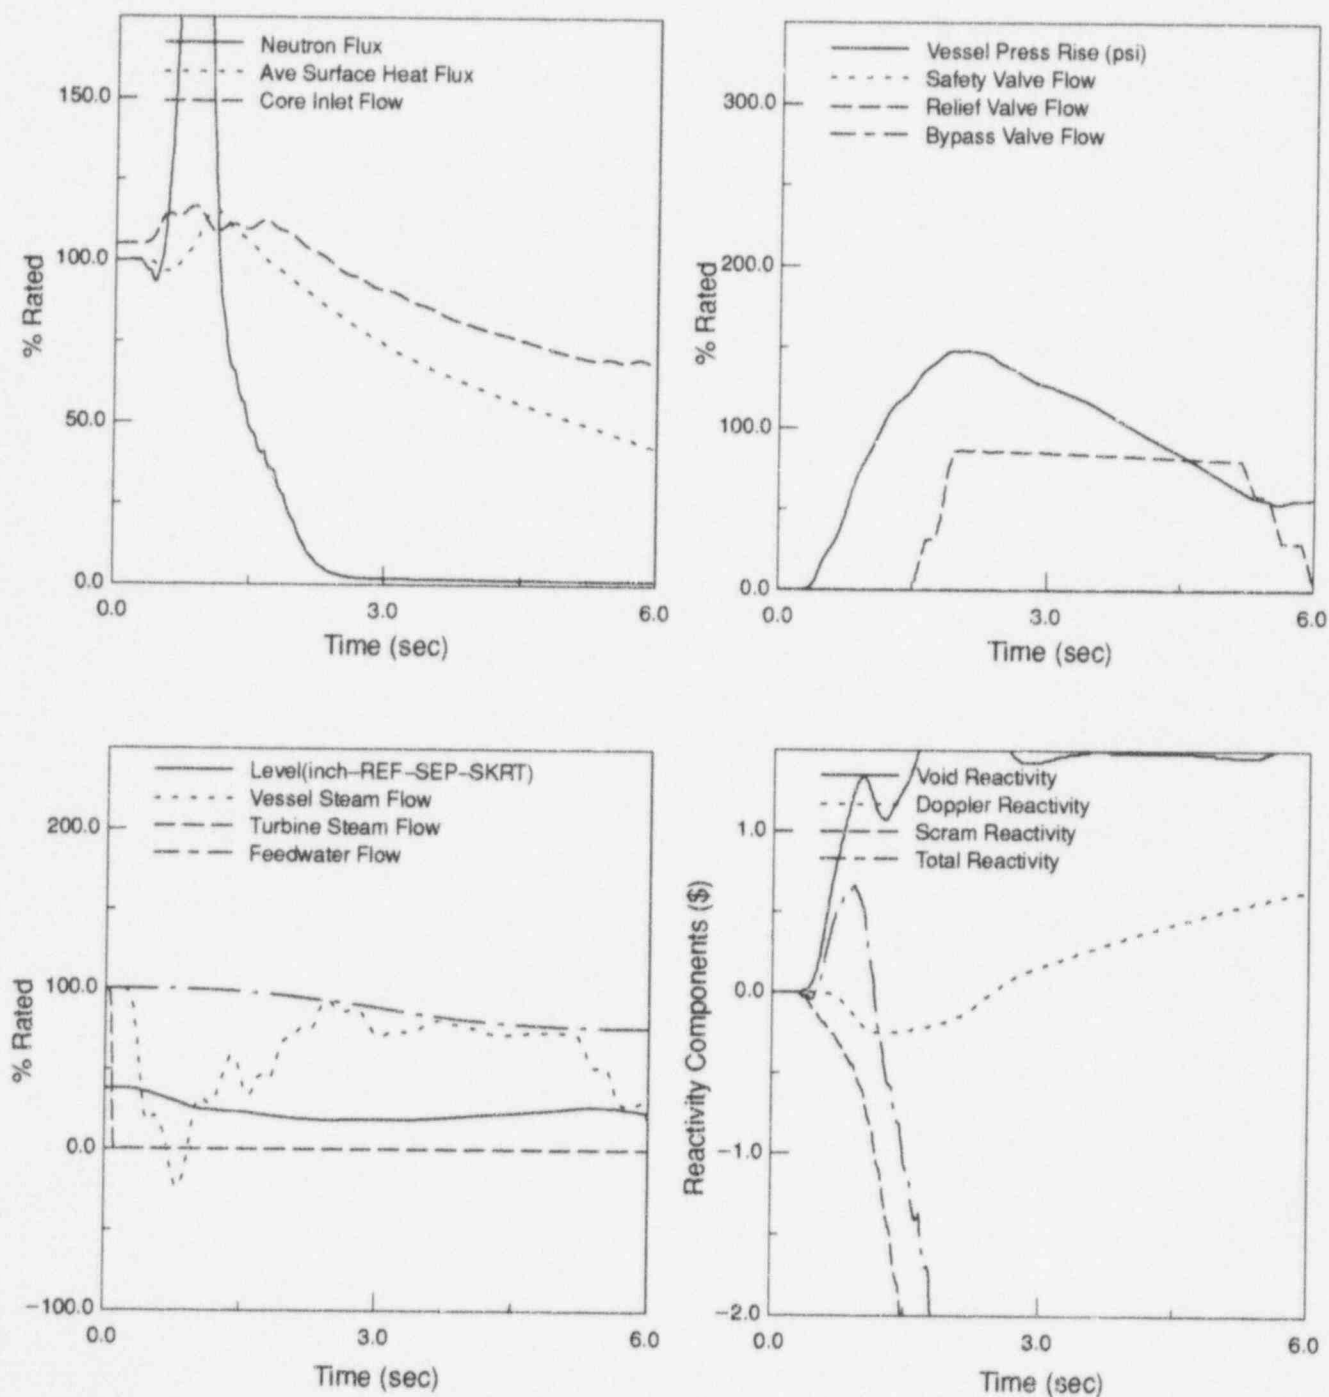 Neutron Flux
Ave Surface Heat Flux
Core Inlet Flow
150.0
100.0
50.0
0.0
% Rated
0.0
3.0
6.0
Time (sec)
Vessel Press Rise (psi)
Safety Valve Flow
Relief Valve Flow
Bypass Valve Flow
300.0
200.0
100.0
0.0
% Rated
0.0
3.0
6.0
Time (sec)
Level(inch-REF-SEP-SKRT)
Vessel Steam Flow
Turbine Steam Flow
Feedwater Flow
200.0
100.0
0.0
-100.0
% Rated
0.0
3.0
6.0
Time (sec)
Void Reactivity
Doppler Reactivity
Scram Reactivity
Total Reactivity
1.0
0.0
-1.0
-2.0
Reactivity Components ($)
0.0
3.0
6.0
Time (sec)